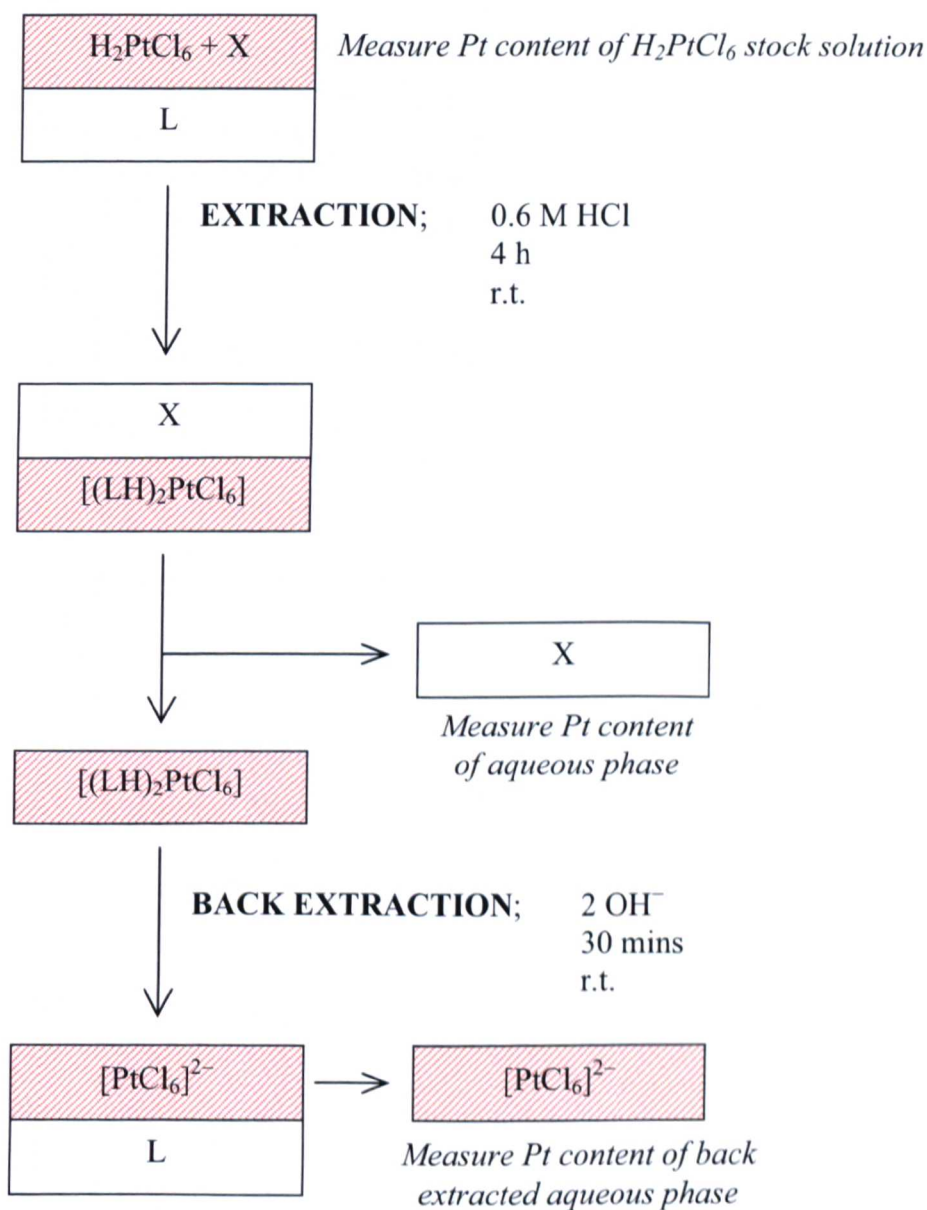 H₂PtCl₆ + X
Measure Pt content of H₂PtCl₆ stock solution
L
EXTRACTION; 0.6 M HCl
4 h
r.t.
X
[(LH)₂PtCl₆]
X
Measure Pt content
of aqueous phase
[(LH)₂PtCl₆]
BACK EXTRACTION; 2 OH⁻
30 mins
r.t.
[PtCl₆]²⁻
[PtCl₆]²⁻
L
Measure Pt content of back
extracted aqueous phase